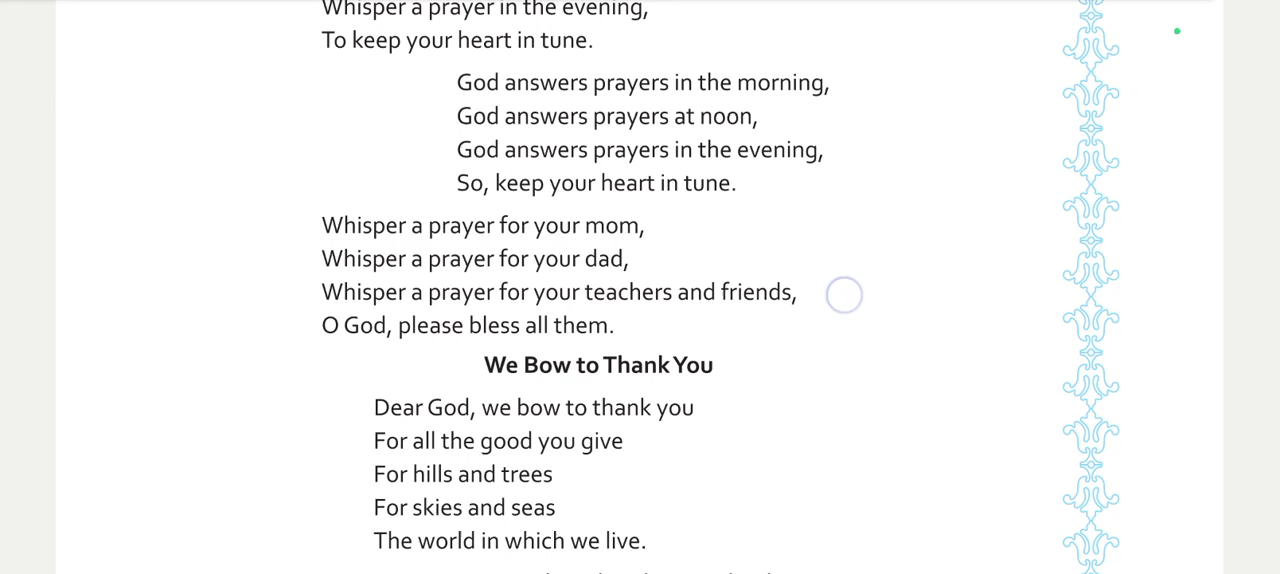 Whisper a prayer in the evening,
To keep your heart in tune.
God answers prayers in the morning,
God answers prayers at noon,
God answers prayers in the evening,
So, keep your heart in tune.
Whisper a prayer for your mom,
Whisper a prayer for your dad,
Whisper a prayer for your teachers and friends,
O God, please bless all them.
We Bow to Thank You
Dear God, we bow to thank you
For all the good you give
For hills and trees
For skies and seas
The world in which we live.